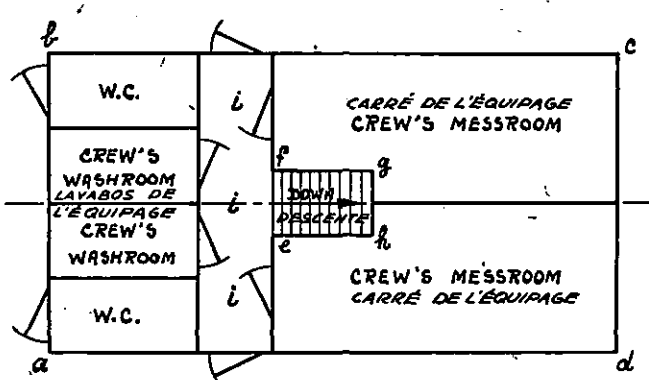 b
c
W.C.
i
CARRÉ DE L'ÉQUIPAGE
CREW'S MESSROOM
f
g
CREW'S
WASHROOM
LAVABOS DE
L'ÉQUIPAGE
CREW'S
WASHROOM
i
DOWN
DESCENTE
e
h
i
CREW'S MESSROOM
CARRÉ DE L'ÉQUIPAGE
W.C.
a
d